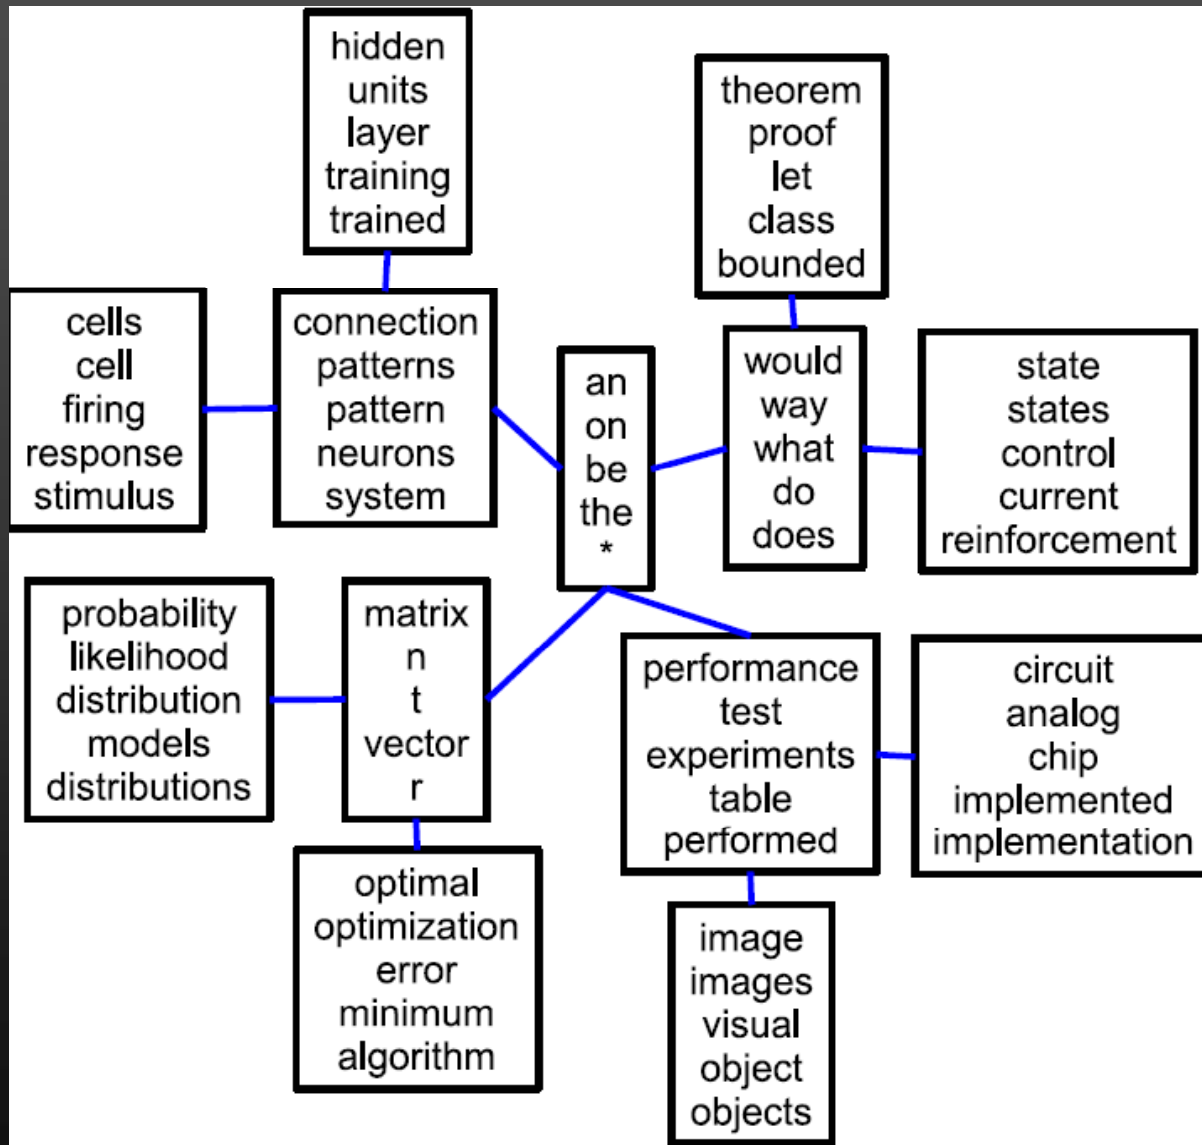 hidden
units
layer
training
trained
theorem
proof
let
class
bounded
cells
cell
firing
response
stimulus
connection
patterns
pattern
neurons
system
an
on
be
the
*
would
way
what
do
does
state
states
control
current
reinforcement
probability
likelihood
distribution
models
distributions
matrix
n
t
vector
r
performance
test
experiments
table
performed
circuit
analog
chip
implemented
implementation
optimal
optimization
error
minimum
algorithm
image
images
visual
object
objects